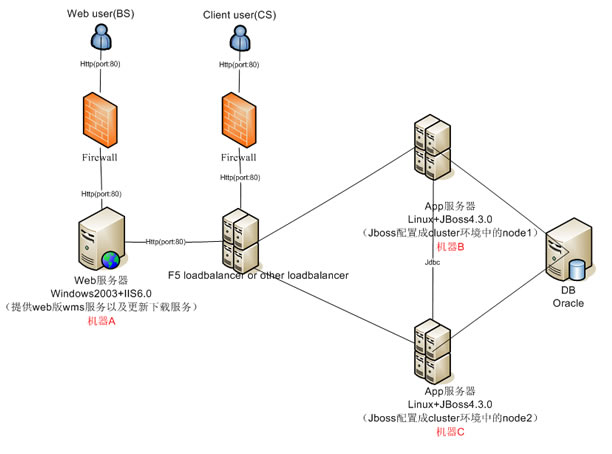 Web user(BS)
Client user(CS)
Http(port:80)
Http(port:80)
Firewall
Firewall
Http(port:80)
Http(port:80)
Http(port:80)
F5 loadbalancer or other loadbalancer
Web服务器
Windows2003+IIS6.0
（提供web版wms服务以及更新下载服务）
机器A
App服务器
Linux+JBoss4.3.0
（Jboss配置成cluster环境中的node1）
机器B
Jdbc
DB
Oracle
App服务器
Linux+JBoss4.3.0
（Jboss配置成cluster环境中的node2）
机器C